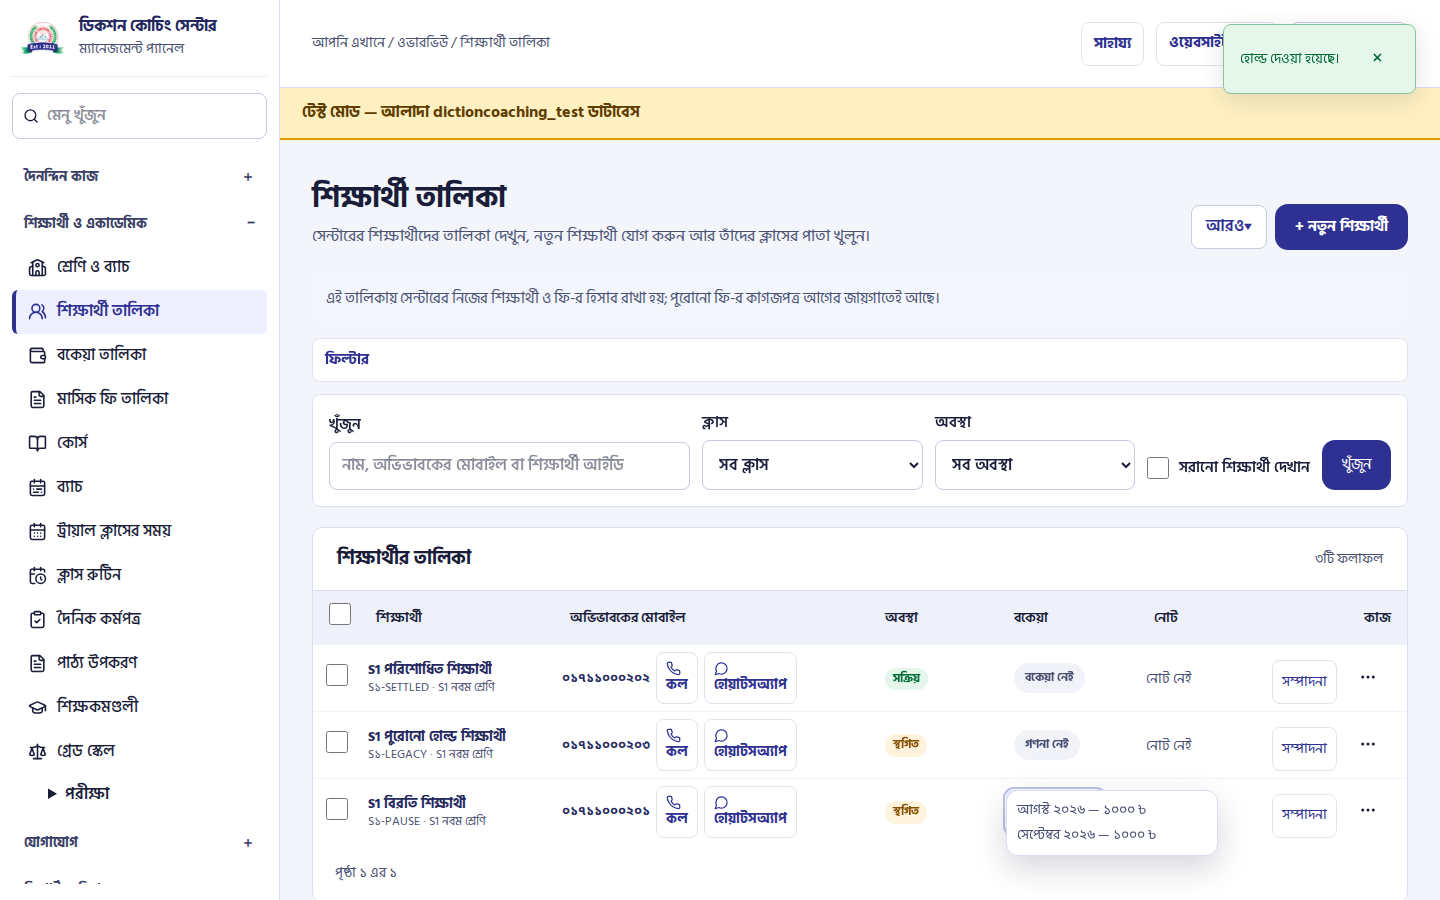 ডিকশন কোচিং সেন্টার
ম্যানেজমেন্ট প্যানেল
Est : 2011
মেনু খুঁজুন
দৈনন্দিন কাজ +
শিক্ষার্থী ও একাডেমিক −
শ্রেণি ও ব্যাচ
শিক্ষার্থী তালিকা
বকেয়া তালিকা
মাসিক ফি তালিকা
কোর্স
ব্যাচ
ট্রায়াল ক্লাসের সময়
ক্লাস রুটিন
দৈনিক কর্মপত্র
পাঠ্য উপকরণ
শিক্ষকমণ্ডলী
গ্রেড স্কেল
▶ পরীক্ষা
যোগাযোগ +
আপনি এখানে / ওভারভিউ / শিক্ষার্থী তালিকা
সাহায্য
হোল্ড দেওয়া হয়েছে। ×
টেস্ট মোড — আলাদা dictioncoaching_test ডাটাবেস
শিক্ষার্থী তালিকা
সেন্টারের শিক্ষার্থীদের তালিকা দেখুন, নতুন শিক্ষার্থী যোগ করুন আর তাঁদের ক্লাসের পাতা খুলুন।
আরও▾
+ নতুন শিক্ষার্থী
এই তালিকায় সেন্টারের নিজের শিক্ষার্থী ও ফি-র হিসাব রাখা হয়; পুরোনো ফি-র কাগজপত্র আগের জায়গাতেই আছে।
ফিল্টার
খুঁজুন ক্লাস অবস্থা
নাম, অভিভাবকের মোবাইল বা শিক্ষার্থী আইডি সব ক্লাস সব অবস্থা সরানো শিক্ষার্থী দেখান খুঁজুন
শিক্ষার্থীর তালিকা ৩টি ফলাফল
শিক্ষার্থী অভিভাবকের মোবাইল অবস্থা বকেয়া নোট কাজ
S1 পরিশোধিত শিক্ষার্থী
S১-SETTLED · S1 নবম শ্রেণি
০১৭১১০০০২০২ কল হোয়াটসঅ্যাপ সক্রিয় বকেয়া নেই নোট নেই সম্পাদনা ···
S1 পুরোনো হোল্ড শিক্ষার্থী
S১-LEGACY · S1 নবম শ্রেণি
০১৭১১০০০২০৩ কল হোয়াটসঅ্যাপ স্থগিত গণনা নেই নোট নেই সম্পাদনা ···
S1 বিরতি শিক্ষার্থী
S১-PAUSE · S1 নবম শ্রেণি
০১৭১১০০০২০১ কল হোয়াটসঅ্যাপ স্থগিত সম্পাদনা ···
আগস্ট ২০২৬ — ১০০০ ৳
সেপ্টেম্বর ২০২৬ — ১০০০ ৳
পৃষ্ঠা ১ এর ১